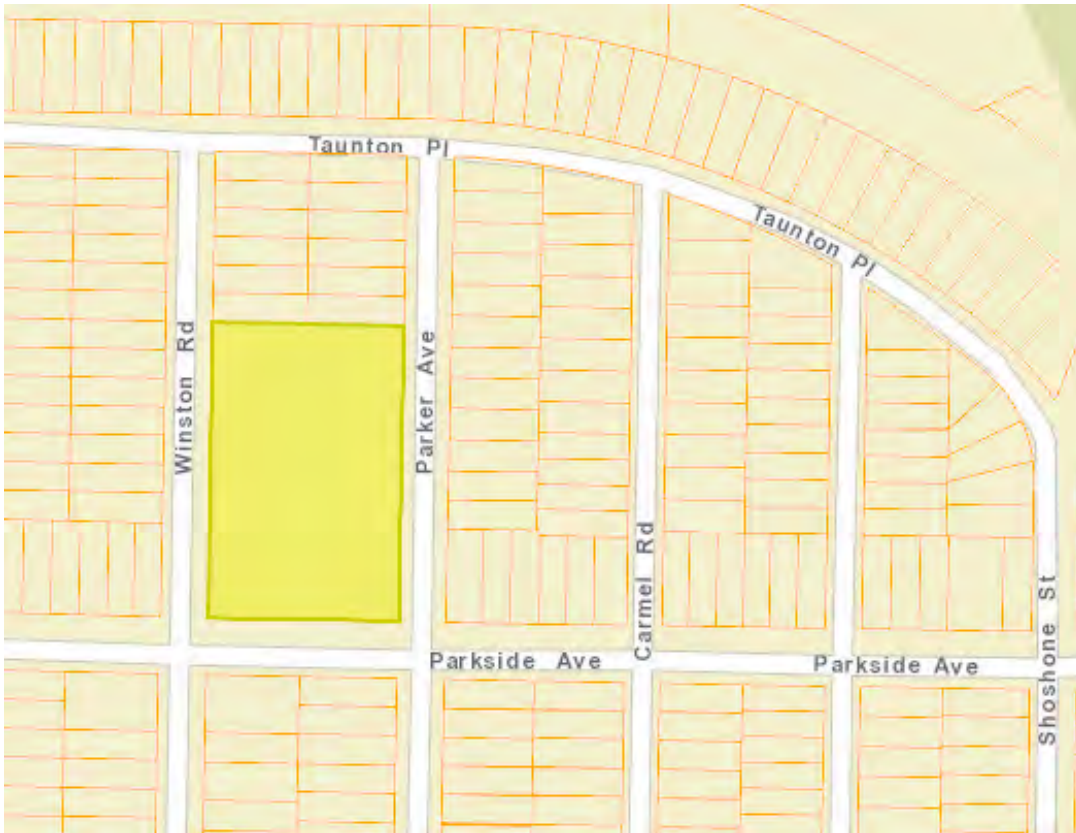 Taunton Pl
Taunton Pl
Winston Rd
Parker Ave
Carmel Rd
Shoshone St
Parkside Ave
Parkside Ave